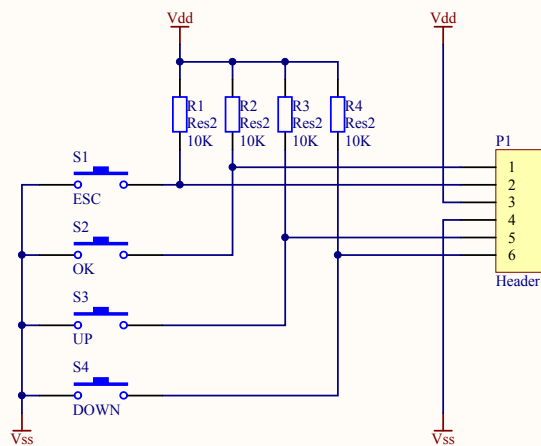 Vdd
Vdd
R1
Res2
10K
R2
Res2
10K
R3
Res2
10K
R4
Res2
10K
P1
1
2
3
4
5
6
Header
S1
ESC
S2
OK
S3
UP
S4
DOWN
Vss
Vss